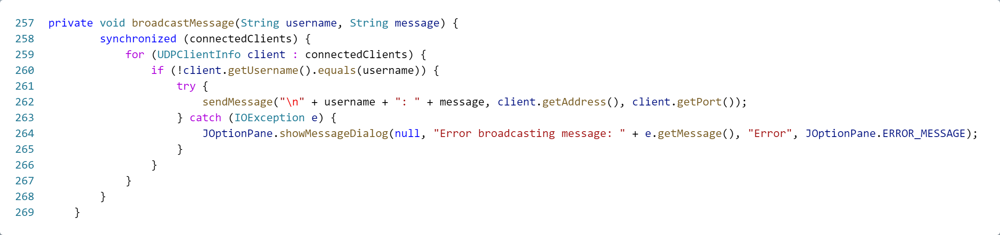 257 private void broadcastMessage(String username, String message) {
258         synchronized (connectedClients) {
259             for (UDPClientInfo client : connectedClients) {
260                 if (!client.getUsername().equals(username)) {
261                     try {
262                         sendMessage("\n" + username + ": " + message, client.getAddress(), client.getPort());
263                     } catch (IOException e) {
264                         JOptionPane.showMessageDialog(null, "Error broadcasting message: " + e.getMessage(), "Error", JOptionPane.ERROR_MESSAGE);
265                     }
266                 }
267             }
268         }
269     }